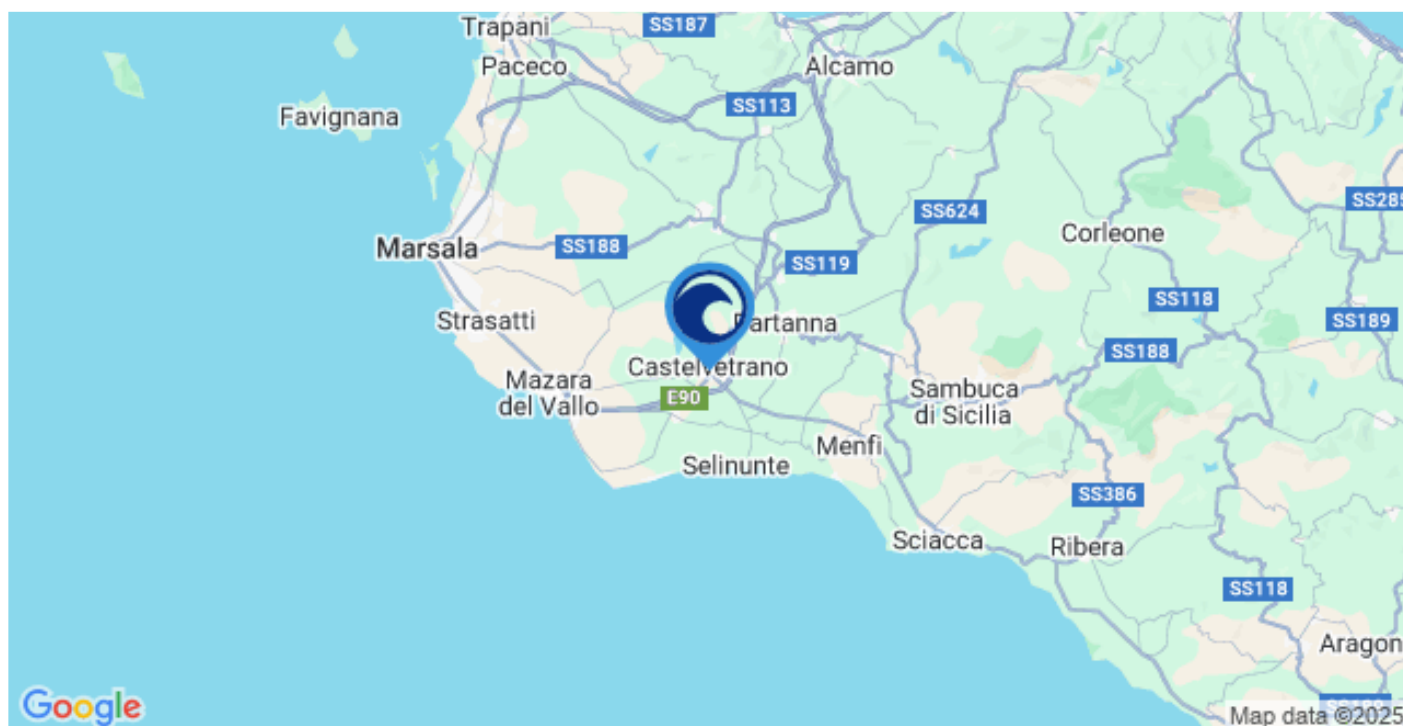 SS187
Trapani
Paceco
Alcamo
SS113
Favignana
SS285
SS624
Corleone
Marsala
SS188
SS119
SS118
Strasatti
Partanna
SS189
SS188
Castelvetrano
Mazara
del Vallo
E90
Sambuca
di Sicilia
Menfi
Selinunte
SS386
Sciacca
Ribera
SS118
Aragon
Google
Map data ©2025